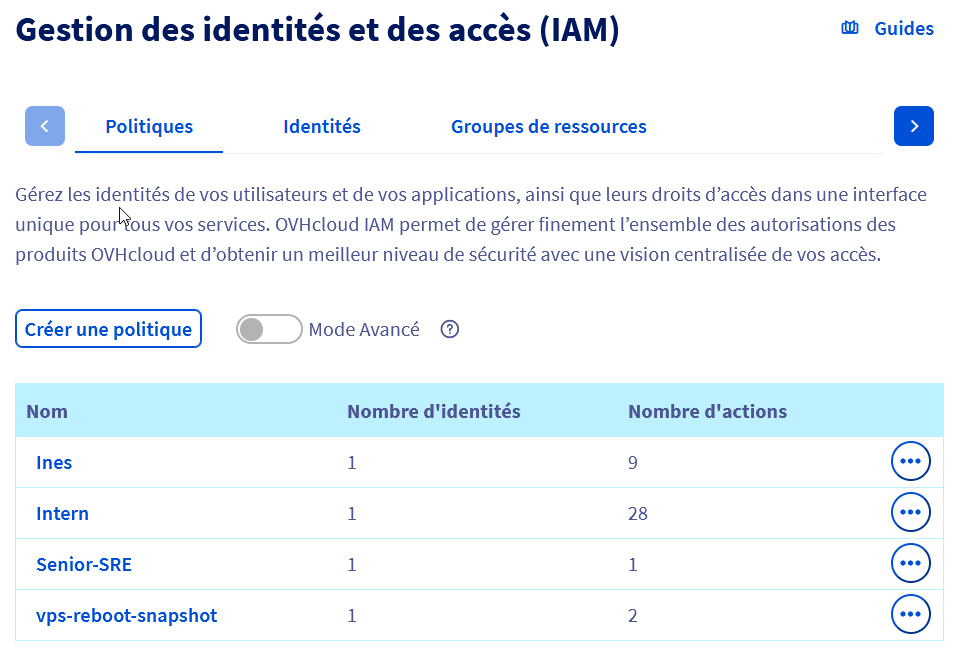 Gestion des identités et des accès (IAM)
Guides
Politiques
Identités
Groupes de ressources
Gérez les identités de vos utilisateurs et de vos applications, ainsi que leurs droits d’accès dans une interface
unique pour tous vos services. OVHcloud IAM permet de gérer finement l’ensemble des autorisations des
produits OVHcloud et d’obtenir un meilleur niveau de sécurité avec une vision centralisée de vos accès.
Créer une politique
Mode Avancé
Nom Nombre d'identités Nombre d'actions
Ines 1 9
Intern 1 28
Senior-SRE 1 1
vps-reboot-snapshot 1 2